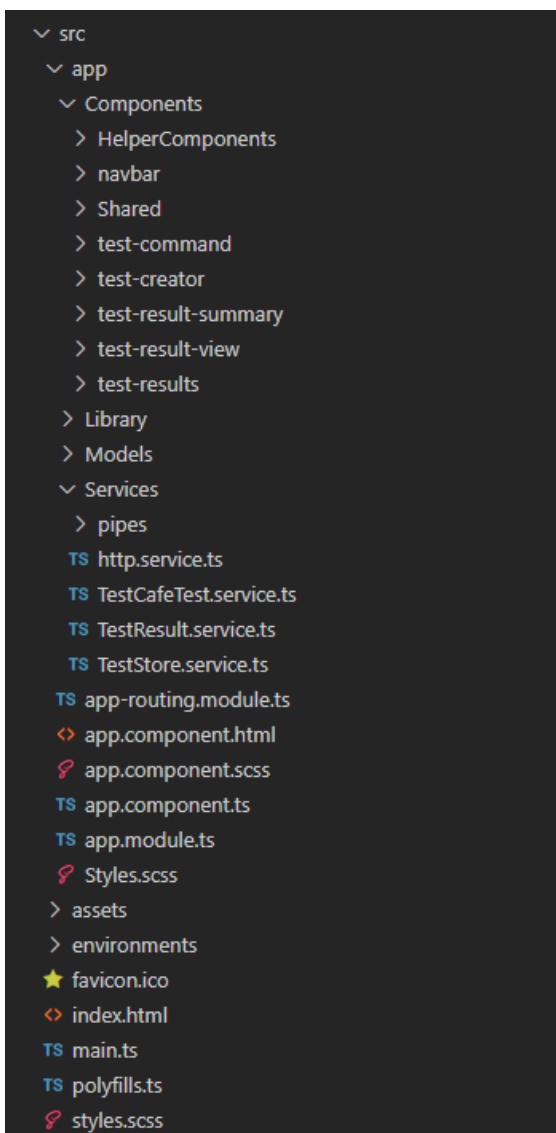 src
app
Components
HelperComponents
navbar
Shared
test-command
test-creator
test-result-summary
test-result-view
test-results
Library
Models
Services
pipes
TS http.service.ts
TS TestCafeTest.service.ts
TS TestResult.service.ts
TS TestStore.service.ts
TS app-routing.module.ts
<> app.component.html
app.component.scss
TS app.component.ts
TS app.module.ts
Styles.scss
assets
environments
favicon.ico
<> index.html
TS main.ts
TS polyfills.ts
styles.scss